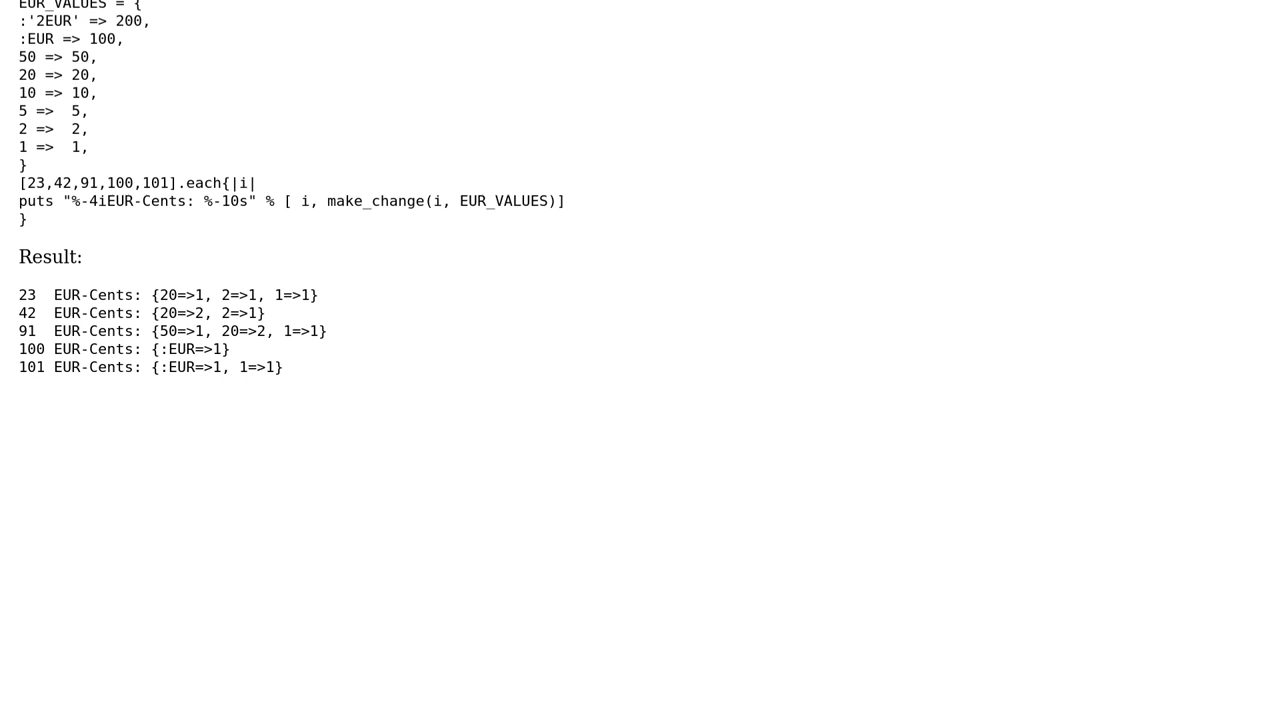 EUR_VALUES = {
:'2EUR' => 200,
:EUR => 100,
50 => 50,
20 => 20,
10 => 10,
5 =>  5,
2 =>  2,
1 =>  1,
}
[23,42,91,100,101].each{|i|
puts "%-4iEUR-Cents: %-10s" % [ i, make_change(i, EUR_VALUES)]
}
Result:
23  EUR-Cents: {20=>1, 2=>1, 1=>1}
42  EUR-Cents: {20=>2, 2=>1}
91  EUR-Cents: {50=>1, 20=>2, 1=>1}
100 EUR-Cents: {:EUR=>1}
101 EUR-Cents: {:EUR=>1, 1=>1}